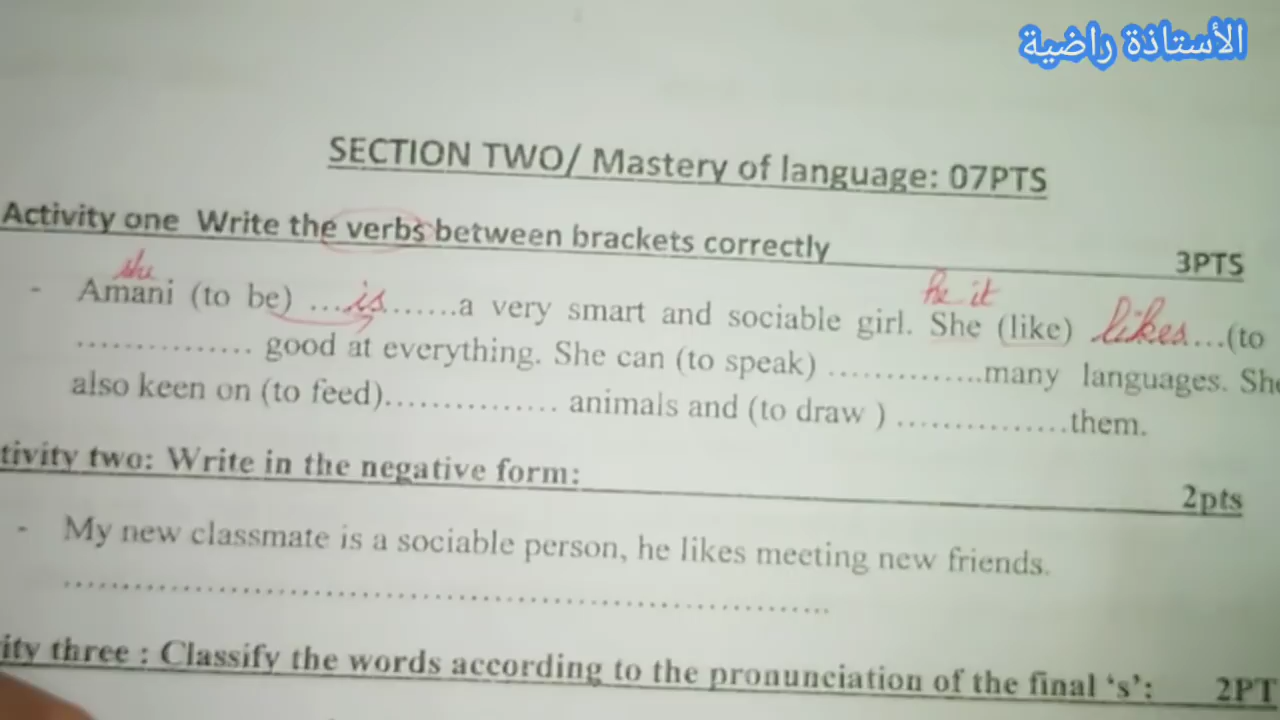 الأستاذة راضية
SECTION TWO/ Mastery of language: 07PTS
Activity one Write the verbs between brackets correctly 3PTS
she he it
- Amani (to be) ...is........a very smart and sociable girl. She (like) likes...(to
............... good at everything. She can (to speak) ..............many languages. She
also keen on (to feed)............... animals and (to draw ) ...............them.
tivity two: Write in the negative form: 2pts
- My new classmate is a sociable person, he likes meeting new friends.
....................................................................
ity three : Classify the words according to the pronunciation of the final ‘s’: 2PT